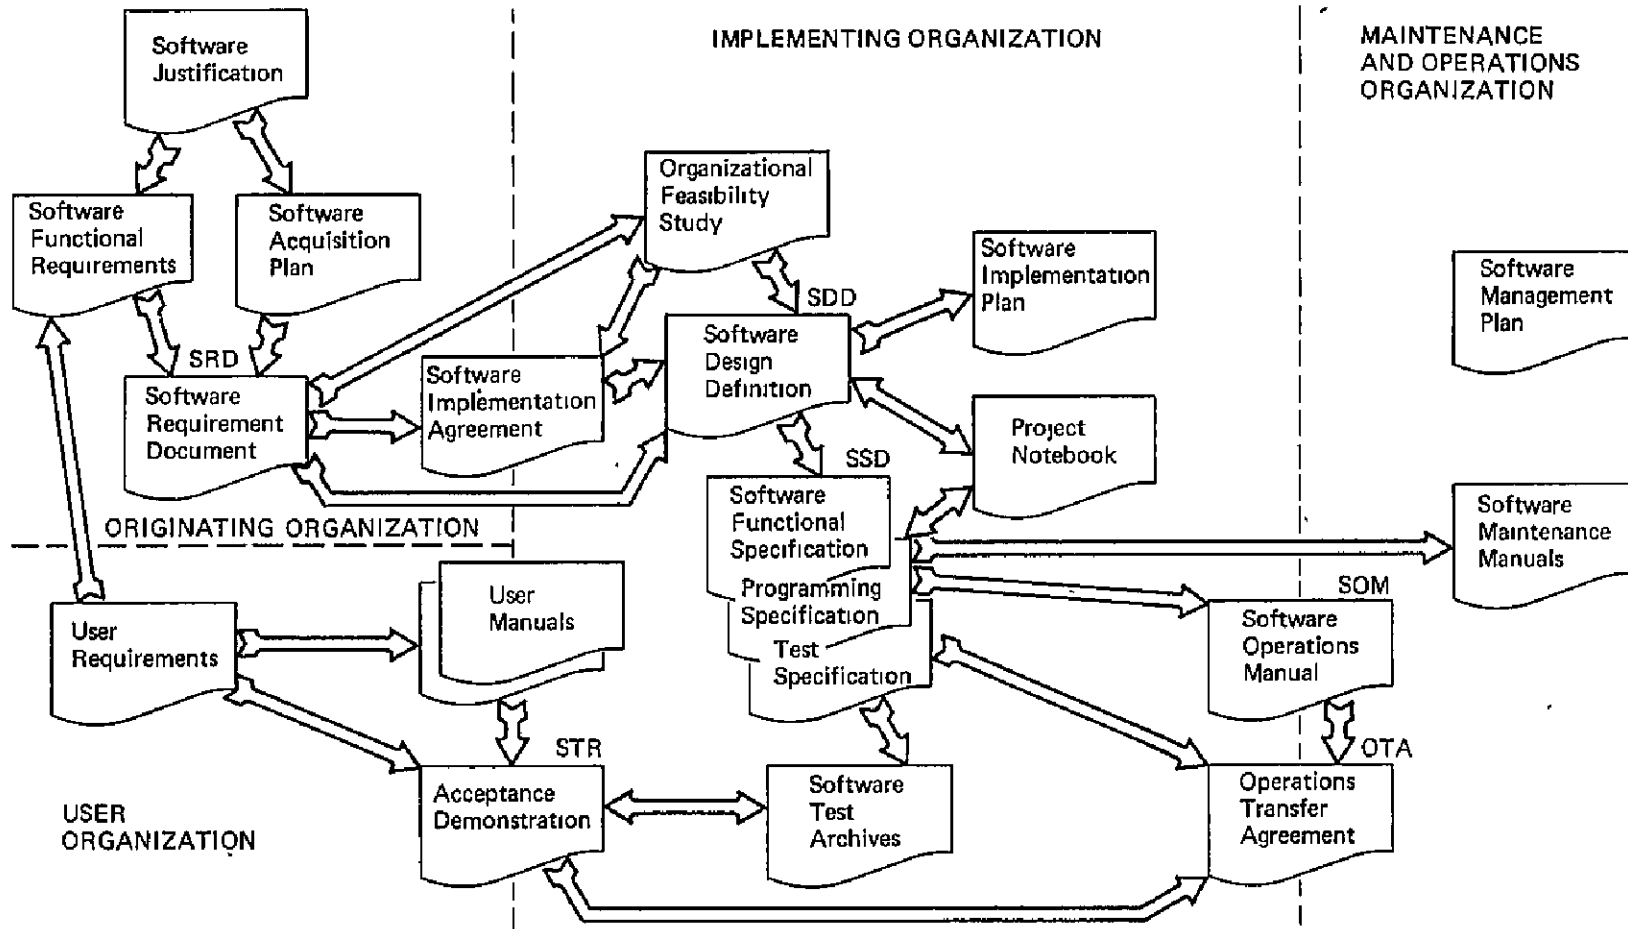 Software
Justification
IMPLEMENTING ORGANIZATION
MAINTENANCE
AND OPERATIONS
ORGANIZATION
Software
Functional
Requirements
Software
Acquisition
Plan
Organizational
Feasibility
Study
Software
Implementation
Plan
Software
Management
Plan
SRD
Software
Requirement
Document
Software
Implementation
Agreement
SDD
Software
Design
Definition
Project
Notebook
SSD
Software
Functional
Specification
Programming
Specification
Test
Specification
Software
Maintenance
Manuals
ORIGINATING ORGANIZATION
User
Requirements
User
Manuals
SOM
Software
Operations
Manual
STR
Acceptance
Demonstration
Software
Test
Archives
OTA
Operations
Transfer
Agreement
USER
ORGANIZATION